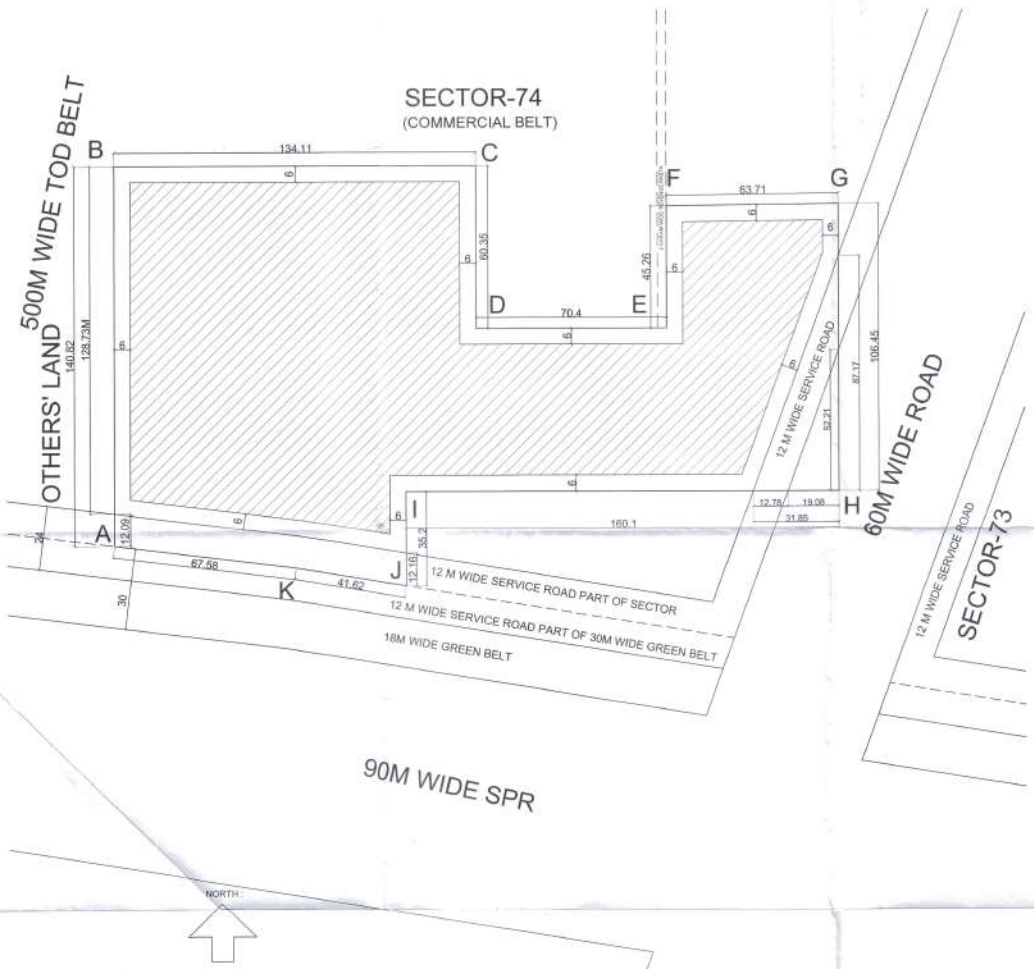 SECTOR-74
(COMMERCIAL BELT)
500M WIDE TOD BELT
OTHERS' LAND
B
134.11
C
F
G
63.71
6
6
6
60.35
6
45.26
6
6
D
70.4
E
6
128.73M
140.82
6
12 M WIDE SERVICE ROAD
6
87.17
106.45
52.21
60M WIDE ROAD
6
I
6
12.78
19.08
31.85
H
6
160.1
35.2
A
12.09
24
67.58
J
12.16
K
41.62
30
12 M WIDE SERVICE ROAD PART OF SECTOR
12 M WIDE SERVICE ROAD PART OF 30M WIDE GREEN BELT
18M WIDE GREEN BELT
12 M WIDE SERVICE ROAD
SECTOR-73
90M WIDE SPR
NORTH :